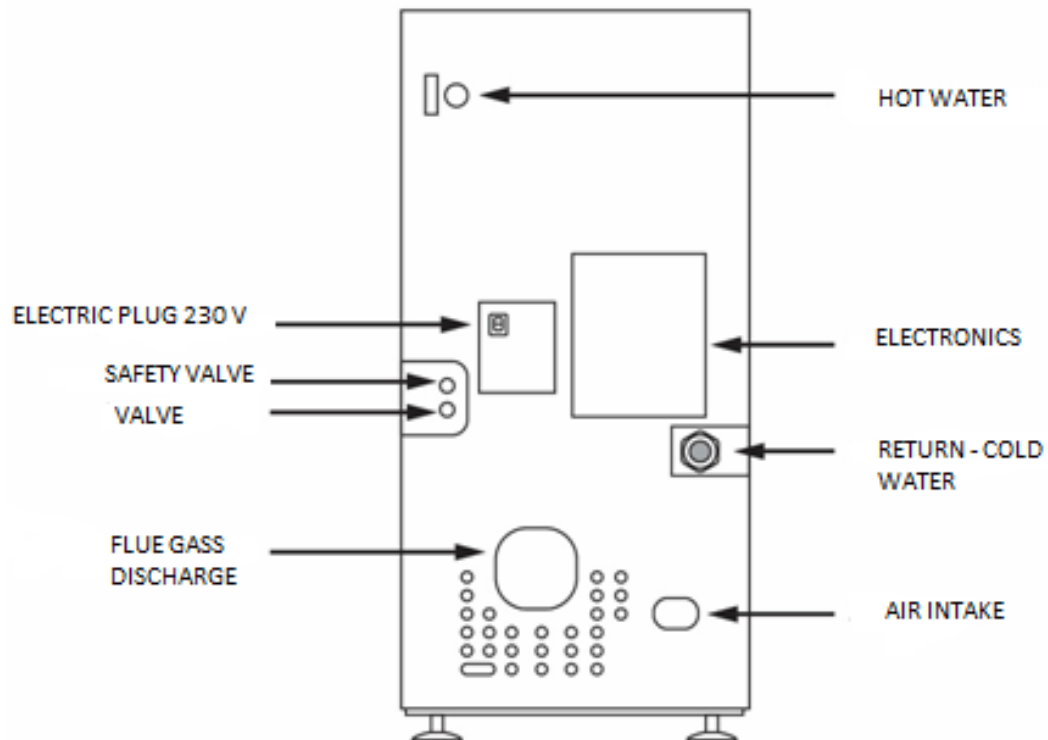 HOT WATER
ELECTRIC PLUG 230 V
ELECTRONICS
SAFETY VALVE
VALVE
RETURN - COLD
WATER
FLUE GASS
DISCHARGE
AIR INTAKE